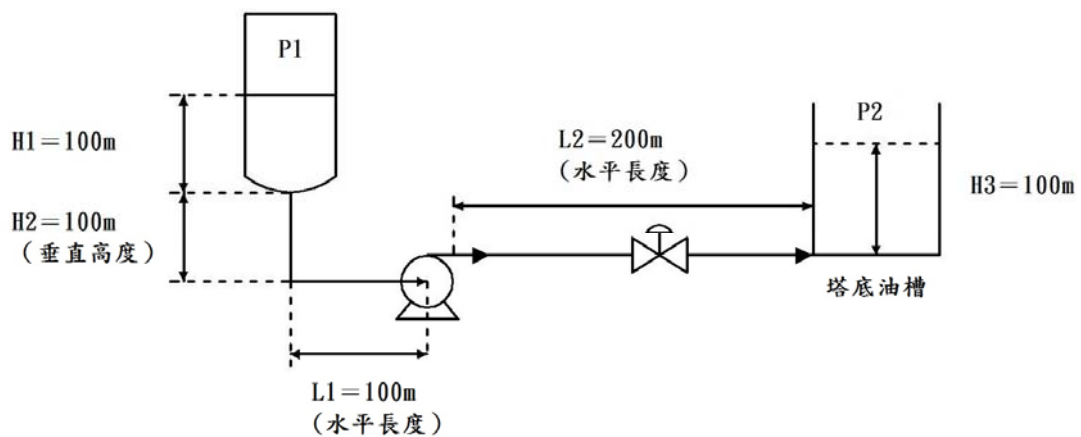 P1
H1=100m
H2=100m
(垂直高度)
L1=100m
(水平長度)
L2=200m
(水平長度)
P2
H3=100m
塔底油槽